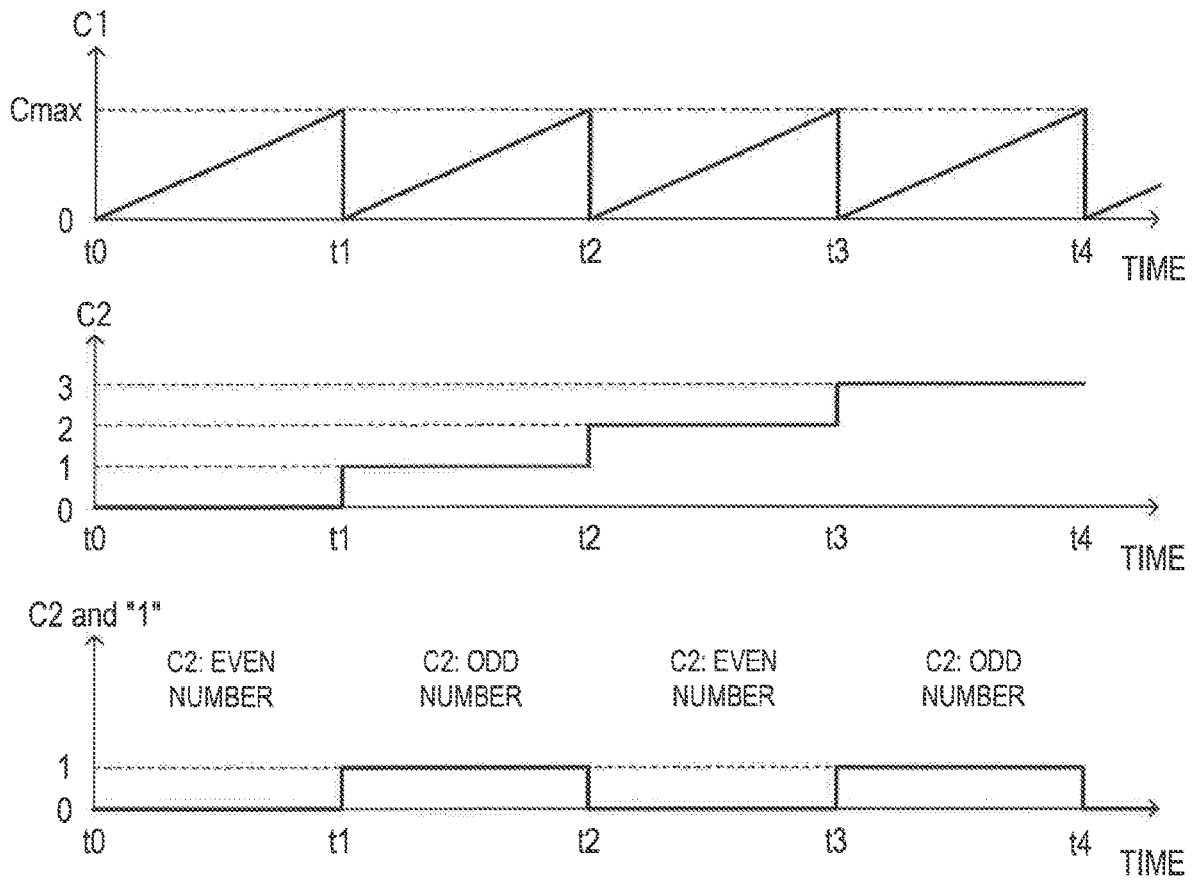 C1
Cmax
0
t0 t1 t2 t3 t4
TIME
C2
3
2
1
0
t0 t1 t2 t3 t4
TIME
C2 and "1"
C2: EVEN NUMBER
C2: ODD NUMBER
C2: EVEN NUMBER
C2: ODD NUMBER
1
0
t0 t1 t2 t3 t4
TIME